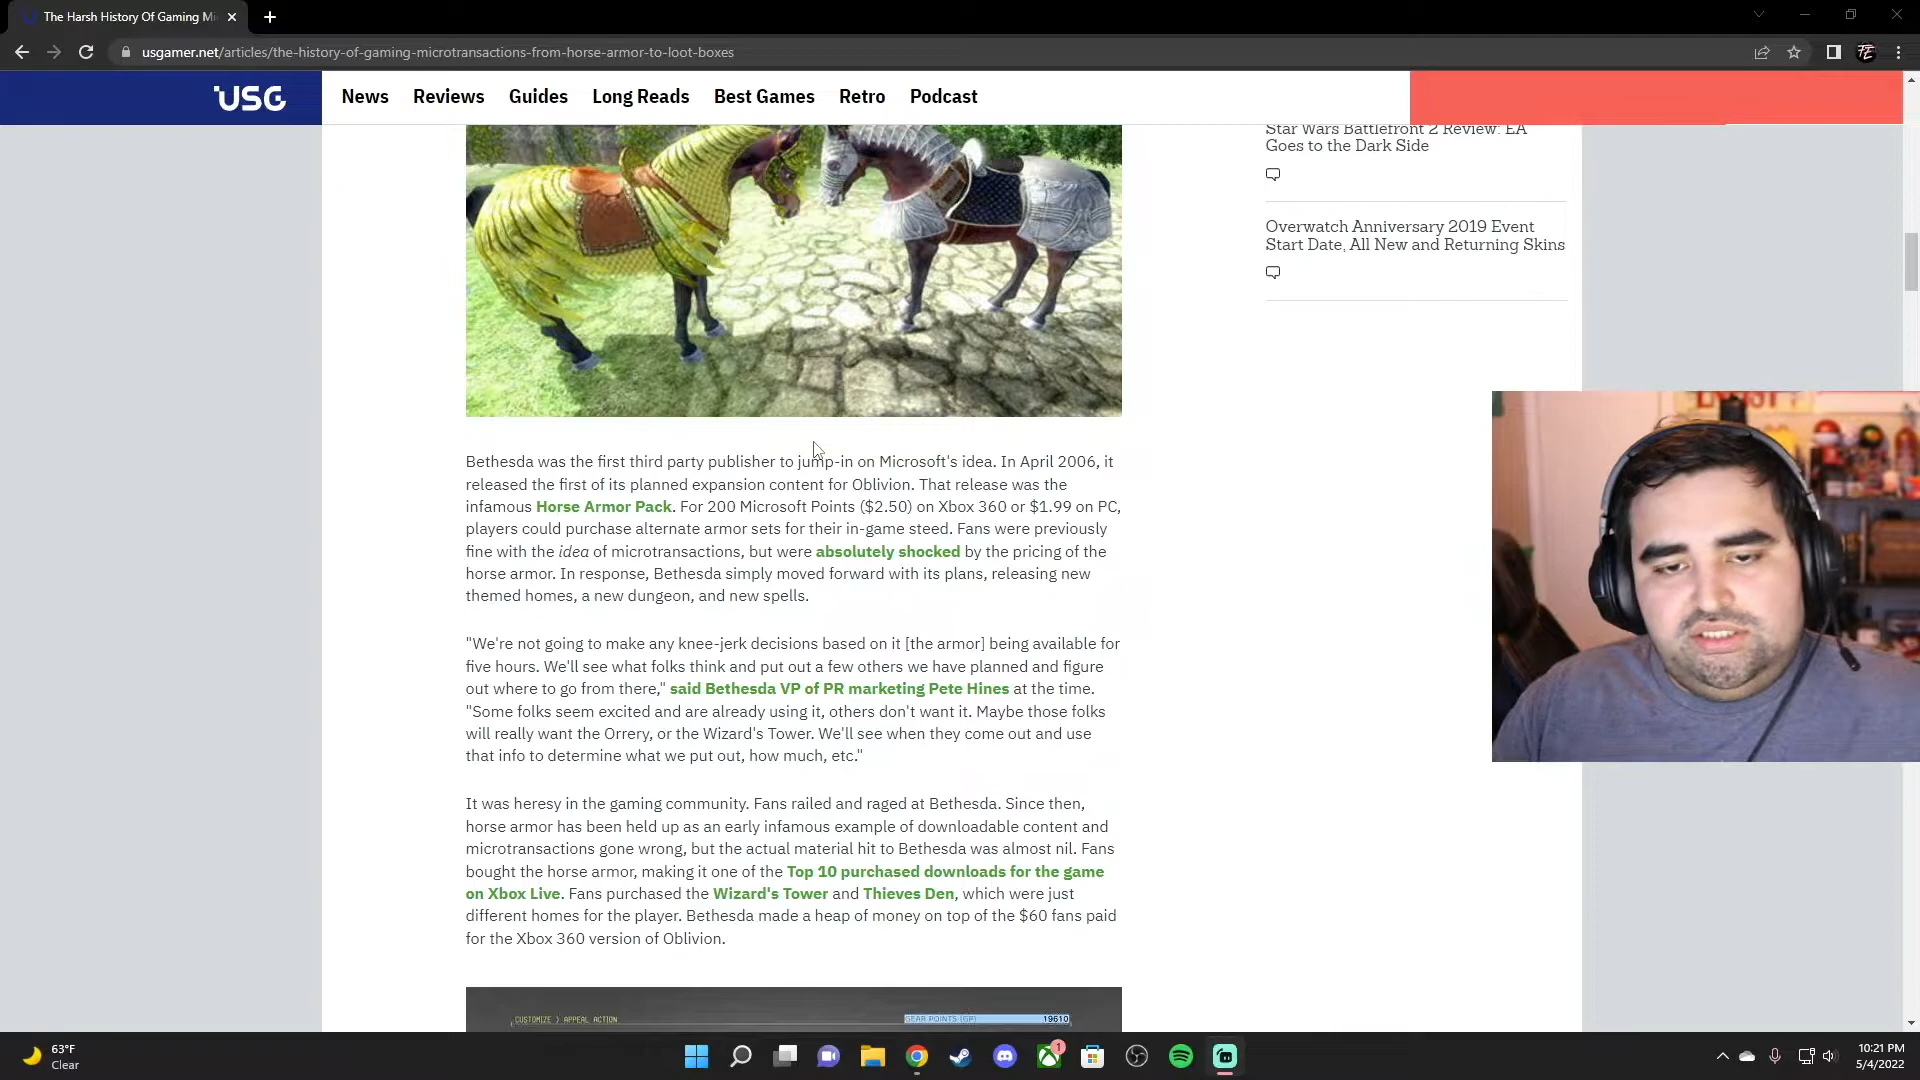 The Harsh History Of Gaming Mi
usgamer.net/articles/the-history-of-gaming-microtransactions-from-horse-armor-to-loot-boxes
USG
News Reviews Guides Long Reads Best Games Retro Podcast
Star Wars Battlefront 2 Review: EA
Goes to the Dark Side
Overwatch Anniversary 2019 Event
Start Date, All New and Returning Skins
Bethesda was the first third party publisher to jump-in on Microsoft's idea. In April 2006, it
released the first of its planned expansion content for Oblivion. That release was the
infamous Horse Armor Pack. For 200 Microsoft Points ($2.50) on Xbox 360 or $1.99 on PC,
players could purchase alternate armor sets for their in-game steed. Fans were previously
fine with the idea of microtransactions, but were absolutely shocked by the pricing of the
horse armor. In response, Bethesda simply moved forward with its plans, releasing new
themed homes, a new dungeon, and new spells.
"We're not going to make any knee-jerk decisions based on it [the armor] being available for
five hours. We'll see what folks think and put out a few others we have planned and figure
out where to go from there," said Bethesda VP of PR marketing Pete Hines at the time.
"Some folks seem excited and are already using it, others don't want it. Maybe those folks
will really want the Orrery, or the Wizard's Tower. We'll see when they come out and use
that info to determine what we put out, how much, etc."
It was heresy in the gaming community. Fans railed and raged at Bethesda. Since then,
horse armor has been held up as an early infamous example of downloadable content and
microtransactions gone wrong, but the actual material hit to Bethesda was almost nil. Fans
bought the horse armor, making it one of the Top 10 purchased downloads for the game
on Xbox Live. Fans purchased the Wizard's Tower and Thieves Den, which were just
different homes for the player. Bethesda made a heap of money on top of the $60 fans paid
for the Xbox 360 version of Oblivion.
CUSTOMIZE > APPEAL ACTION
GEAR POINTS (GP) 19610
63°F
Clear
1
10:21 PM
5/4/2022